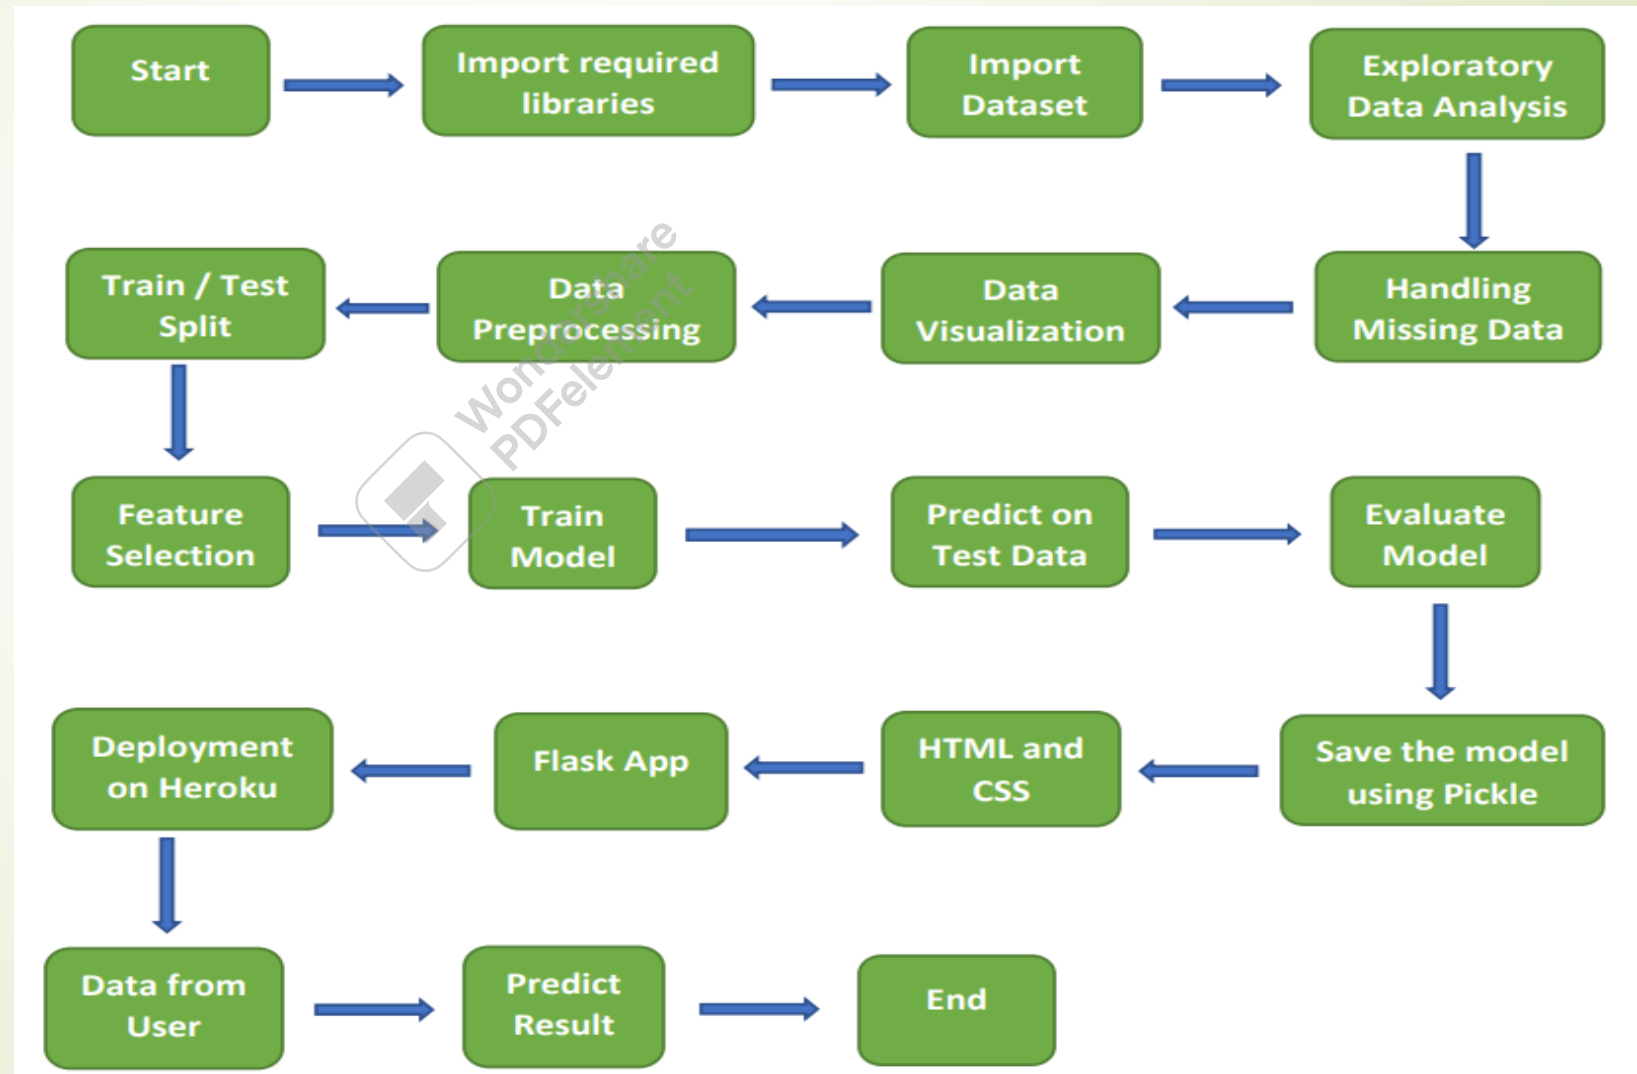 Start
Import required
libraries
Import
Dataset
Exploratory
Data Analysis
Handling
Missing Data
Data
Visualization
Data
Preprocessing
Train / Test
Split
Feature
Selection
Train
Model
Predict on
Test Data
Evaluate
Model
Save the model
using Pickle
HTML and
CSS
Flask App
Deployment
on Heroku
Data from
User
Predict
Result
End
Wondershare
PDFelement